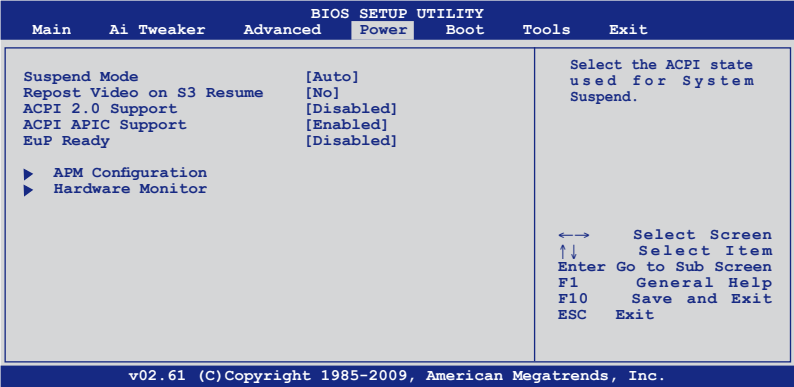 BIOS SETUP UTILITY
Main Ai Tweaker Advanced Power Boot Tools Exit
Suspend Mode [Auto]
Repost Video on S3 Resume [No]
ACPI 2.0 Support [Disabled]
ACPI APIC Support [Enabled]
EuP Ready [Disabled]
▶ APM Configuration
▶ Hardware Monitor
Select the ACPI state
used for System
Suspend.
←→ Select Screen
↑↓ Select Item
Enter Go to Sub Screen
F1 General Help
F10 Save and Exit
ESC Exit
v02.61 (C)Copyright 1985-2009, American Megatrends, Inc.